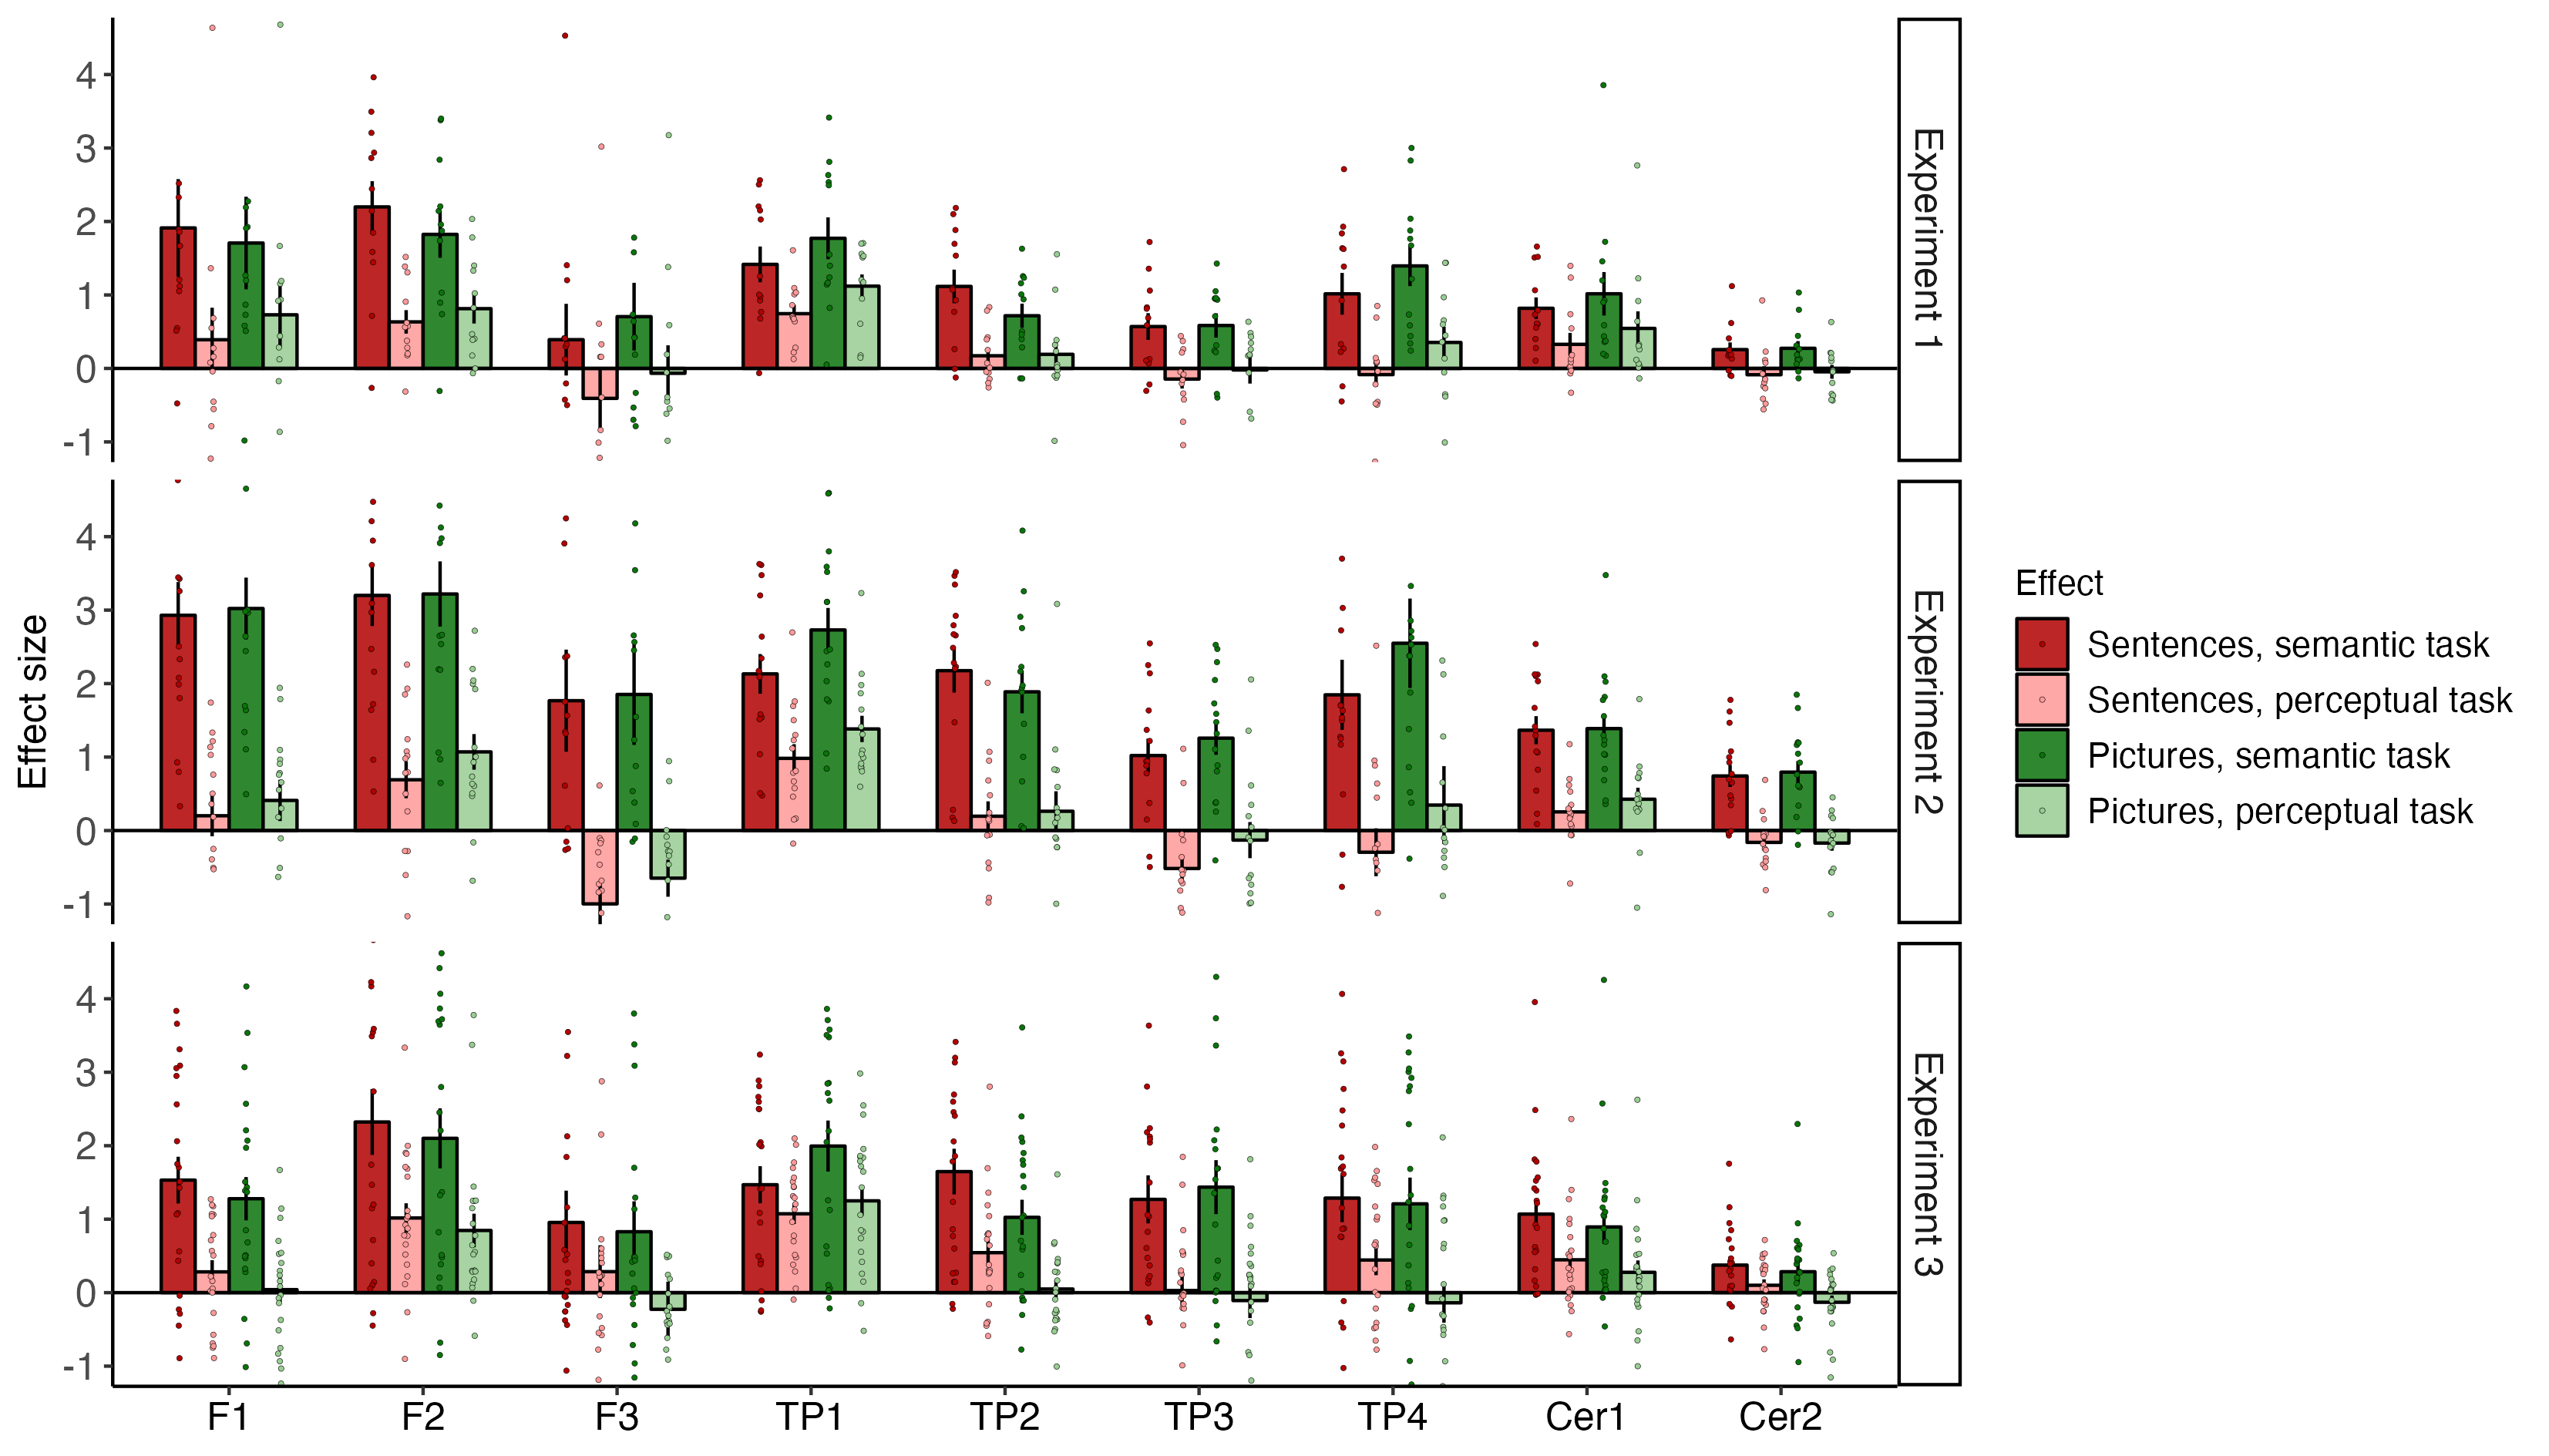 Effect size
4
3
2
1
0
-1
Experiment 1
4
3
2
1
0
-1
Experiment 2
4
3
2
1
0
-1
Experiment 3
F1 F2 F3 TP1 TP2 TP3 TP4 Cer1 Cer2
Effect
Sentences, semantic task
Sentences, perceptual task
Pictures, semantic task
Pictures, perceptual task